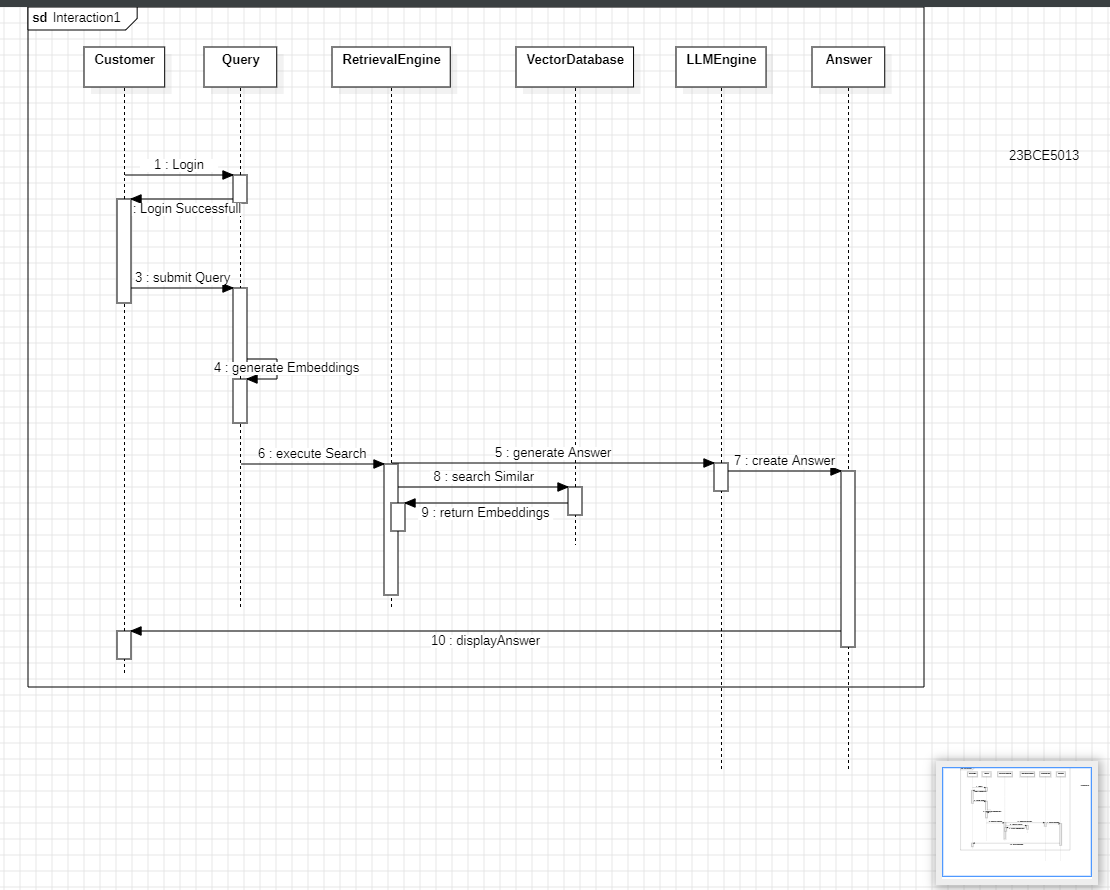 sd Interaction1
Customer
Query
RetrievalEngine
VectorDatabase
LLMEngine
Answer
23BCE5013
1 : Login
: Login Successfull
3 : submit Query
4 : generate Embeddings
6 : execute Search
5 : generate Answer
7 : create Answer
8 : search Similar
9 : return Embeddings
10 : displayAnswer